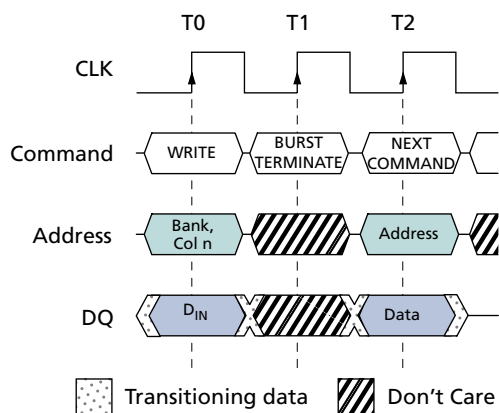 T0 T1 T2
CLK
Command WRITE BURST TERMINATE NEXT COMMAND
Address Bank, Col n Address
DQ DIN Data
Transitioning data Don't Care